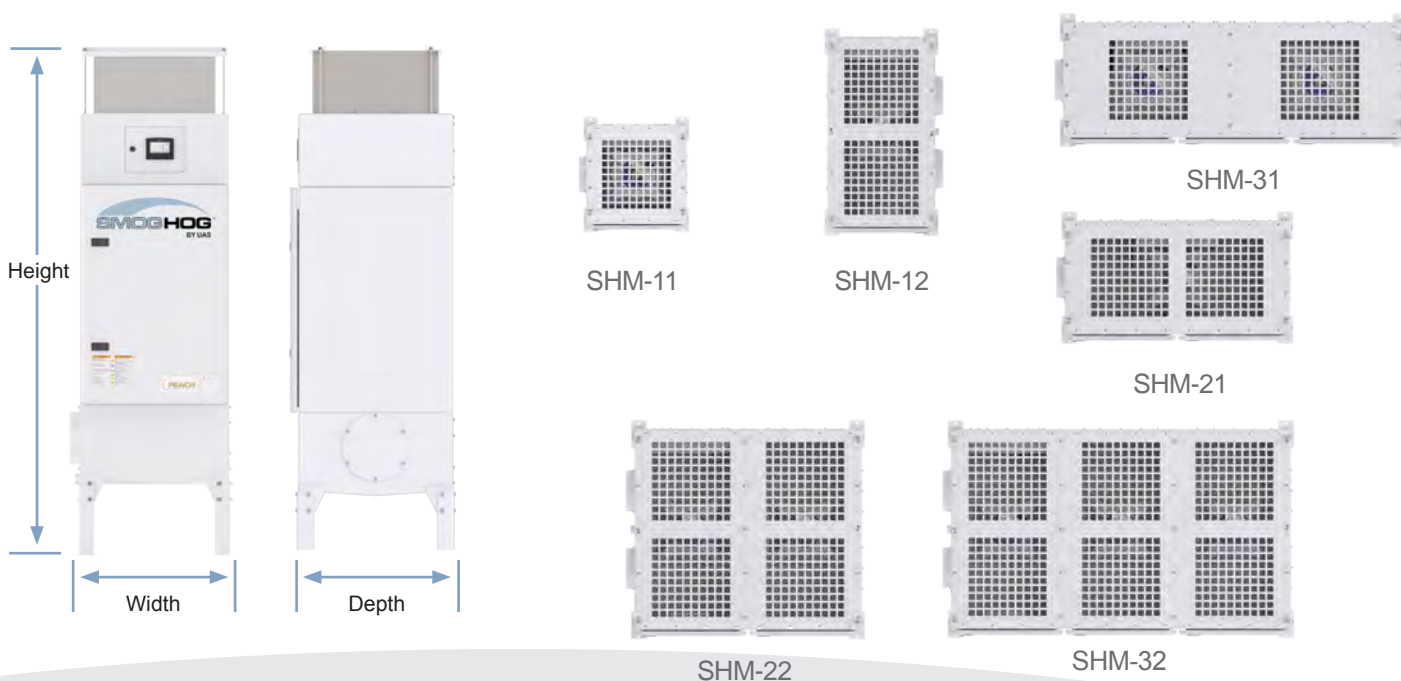 SMOGHOG
BY UAS
PEACH
Height
Width
Depth
SHM-11
SHM-12
SHM-31
SHM-21
SHM-22
SHM-32